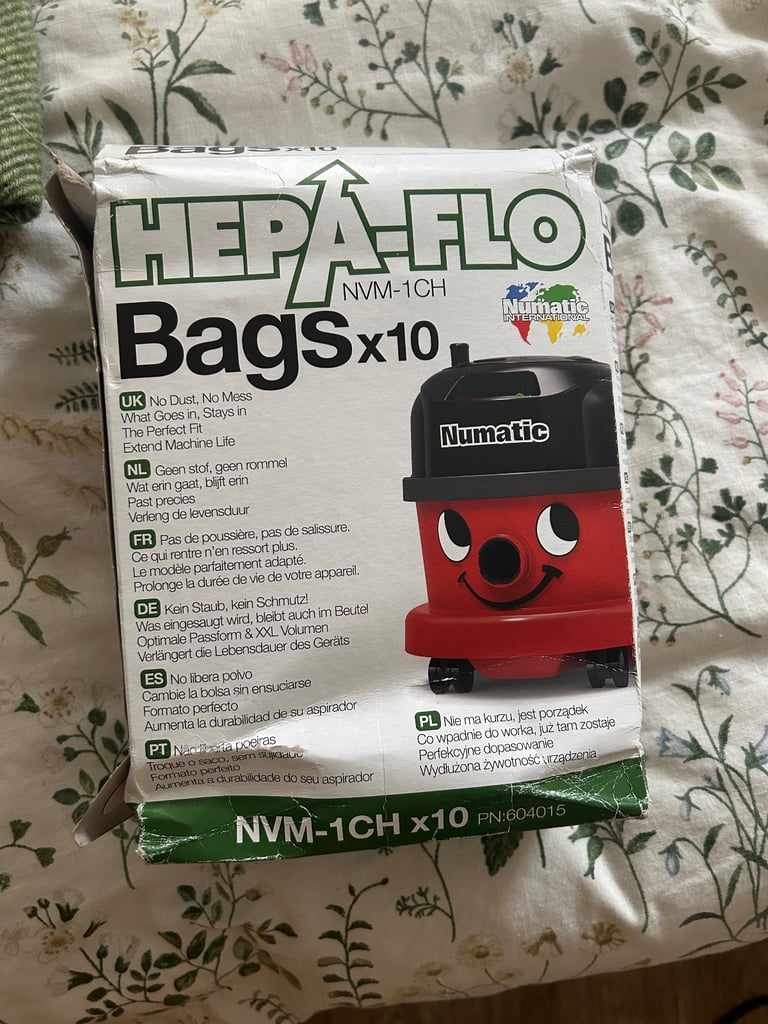 Bags x10
HEPA-FLO
NVM-1CH
Bags x10
Numatic
INTERNATIONAL
Numatic
UK No Dust, No Mess
What Goes in, Stays in
The Perfect Fit
Extend Machine Life
NL Geen stof, geen rommel
Wat erin gaat, blijft erin
Past precies
Verleng de levensduur
FR Pas de poussière, pas de salissure.
Ce qui rentre n'en ressort plus.
Le modèle parfaitement adapté.
Prolonge la durée de vie de votre appareil.
DE Kein Staub, kein Schmutz!
Was eingesaugt wird, bleibt auch im Beutel
Optimale Passform & XXL Volumen
Verlängert die Lebensdauer des Geräts
ES No libera polvo
Cambie la bolsa sin ensuciarse
Formato perfecto
Aumenta la durabilidad de su aspirador
PT Não liberta poeiras
Troque o saco, sem sujidade
Formato perfeito
Aumenta a durabilidade do seu aspirador
PL Nie ma kurzu, jest porządek
Co wpadnie do worka, już tam zostaje
Perfekcyjne dopasowanie
Wydłużona żywotność urządzenia
NVM-1CH x10 PN:604015